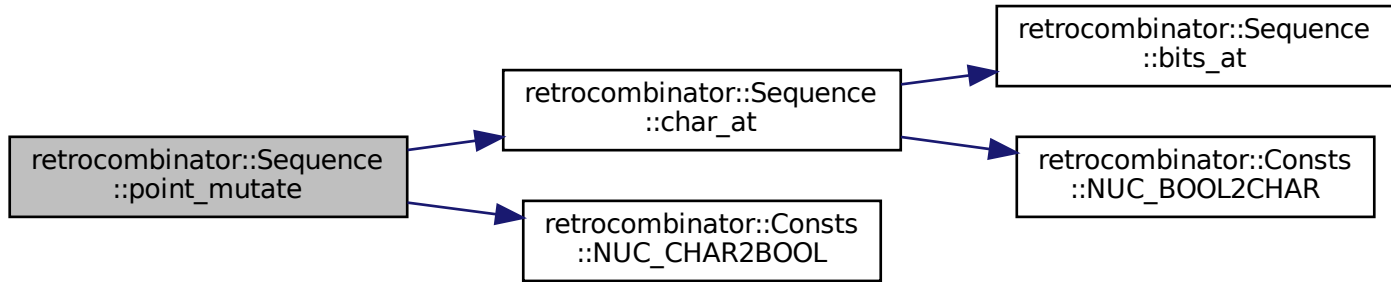 retrocombinator::Sequence
::point_mutate
retrocombinator::Sequence
::char_at
retrocombinator::Sequence
::bits_at
retrocombinator::Consts
::NUC_BOOL2CHAR
retrocombinator::Consts
::NUC_CHAR2BOOL